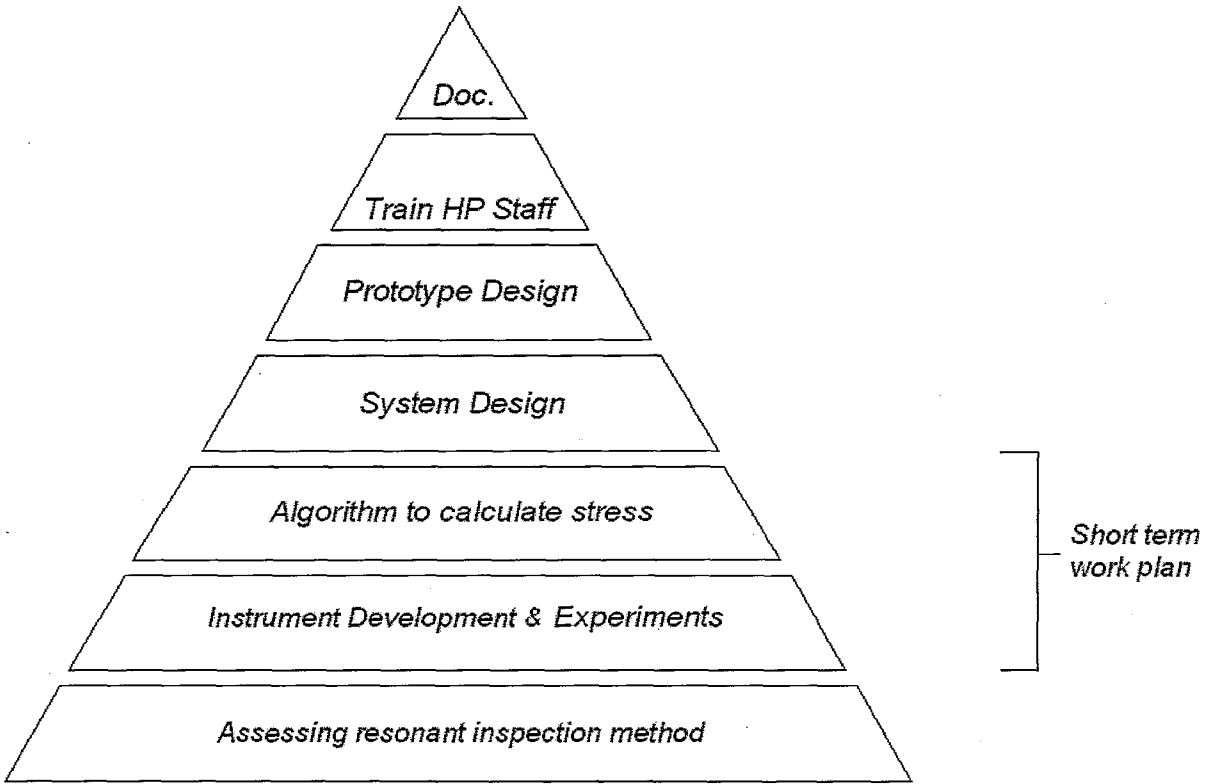 Doc.
Train HP Staff
Prototype Design
System Design
Algorithm to calculate stress
Instrument Development & Experiments
Assessing resonant inspection method
Short term
work plan